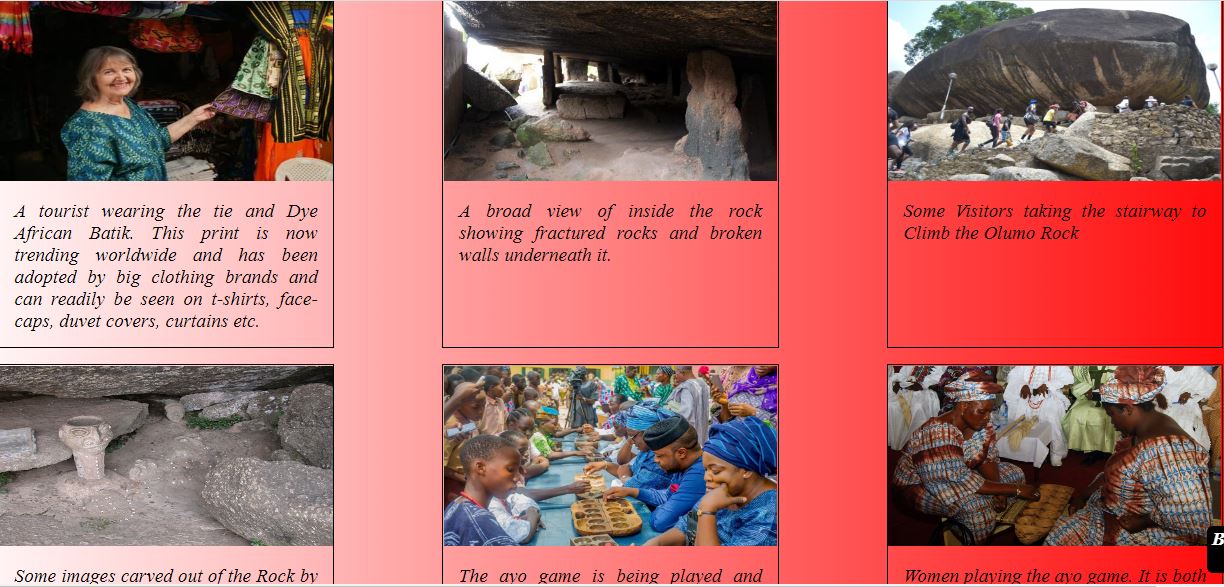 A tourist wearing the tie and Dye
African Batik. This print is now
trending worldwide and has been
adopted by big clothing brands and
can readily be seen on t-shirts, face-
caps, duvet covers, curtains etc.
A broad view of inside the rock
showing fractured rocks and broken
walls underneath it.
Some Visitors taking the stairway to
Climb the Olumo Rock
Some images carved out of the Rock by
The ayo game is being played and
Women playing the ayo game. It is both
B